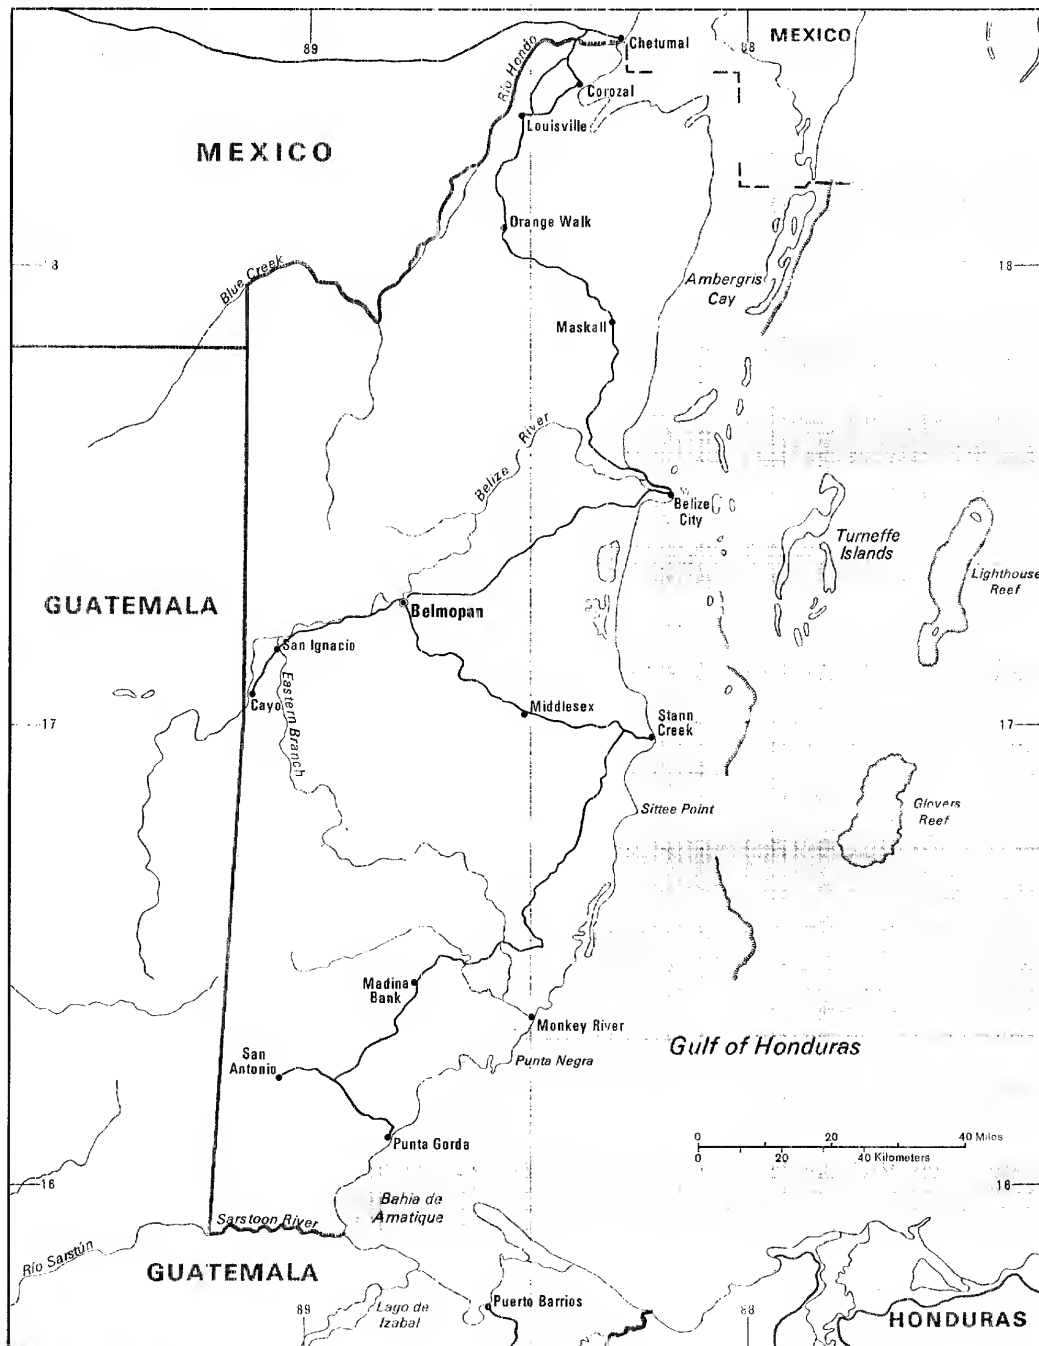 89
88
MEXICO
Chetumal
Río Hondo
Corozal
Louisville
MEXICO
Orange Walk
18
18
Blue Creek
Ambergris
Cay
Maskall
Belize River
Belize
City
Turneffe
Islands
Lighthouse
Reef
GUATEMALA
Belmopan
San Ignacio
Cayo
Eastern Branch
Middlesex
Stann
Creek
17
17
Sittee Point
Glovers
Reef
Madina
Bank
Monkey River
Gulf of Honduras
San
Antonio
Punta Negra
Punta Gorda
0 20 40 Miles
0 20 40 Kilometers
16
16
Bahia de
Amatique
Sarstoon River
Río Sarstún
GUATEMALA
Puerto Barrios
Lago de
Izabal
89
88
HONDURAS